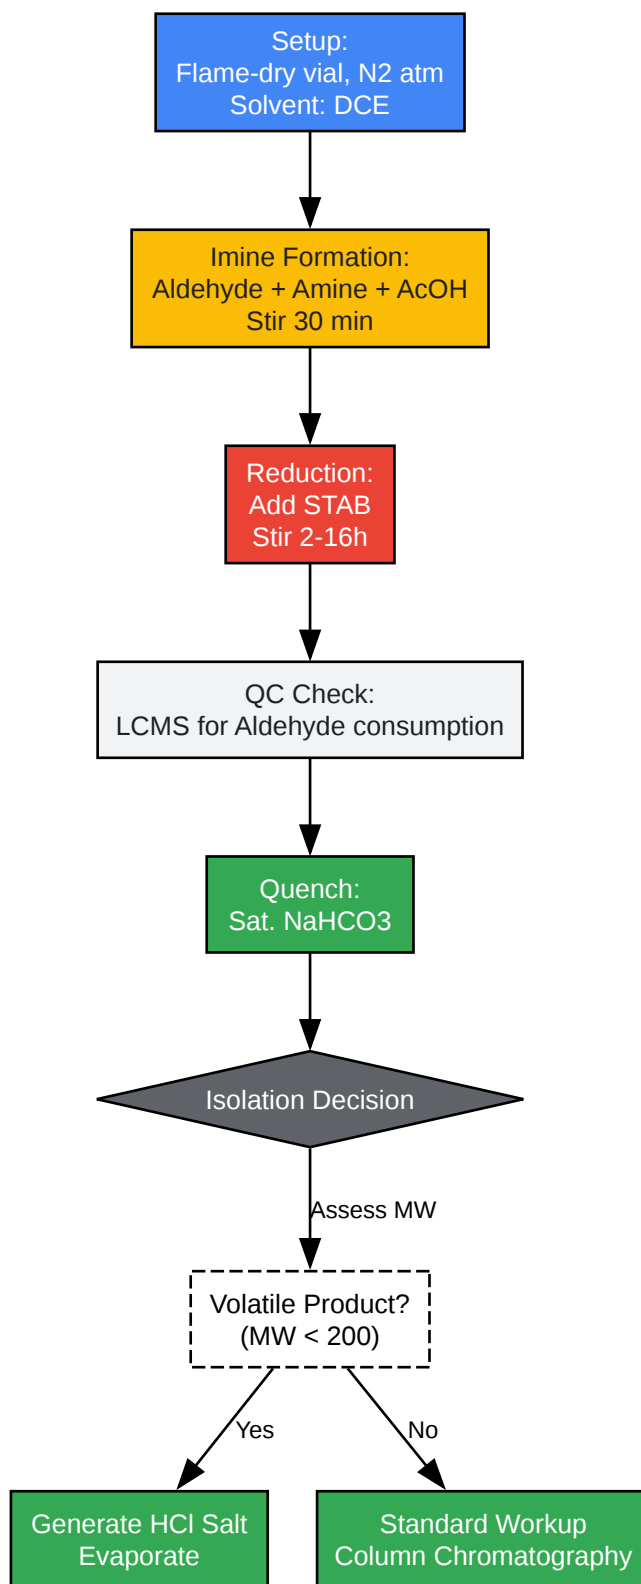 Setup:
Flame-dry vial, N2 atm
Solvent: DCE
Imine Formation:
Aldehyde + Amine + AcOH
Stir 30 min
Reduction:
Add STAB
Stir 2-16h
QC Check:
LCMS for Aldehyde consumption
Quench:
Sat. NaHCO3
Isolation Decision
Assess MW
Volatile Product?
(MW < 200)
Yes
No
Generate HCl Salt
Evaporate
Standard Workup
Column Chromatography